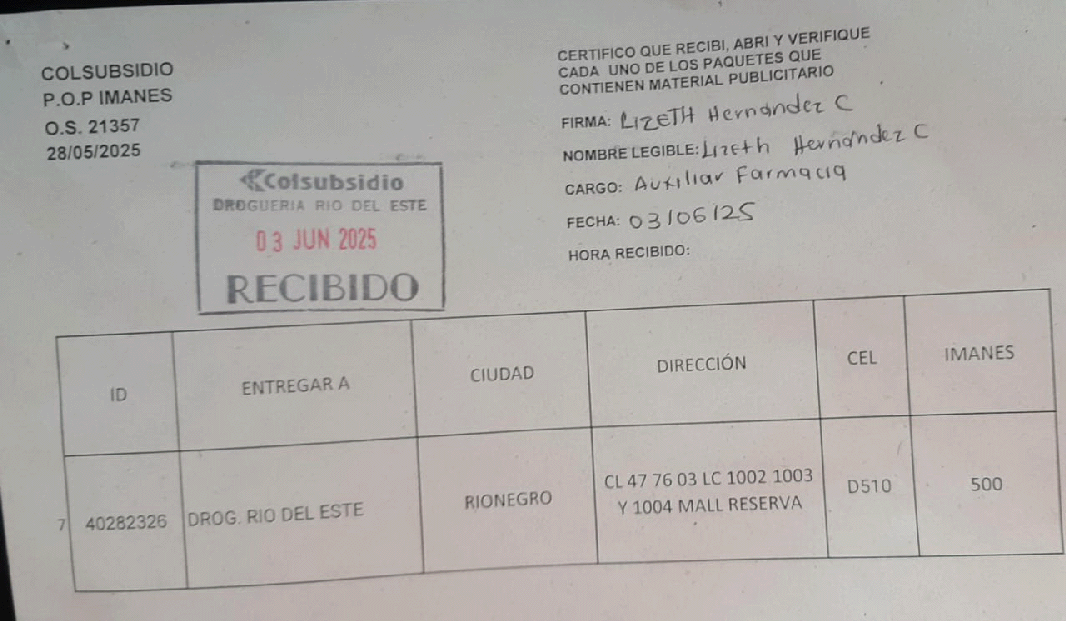 COLSUBSIDIO
P.O.P IMANES
O.S. 21357
28/05/2025
CERTIFICO QUE RECIBI, ABRI Y VERIFIQUE
CADA UNO DE LOS PAQUETES QUE
CONTIENEN MATERIAL PUBLICITARIO
FIRMA: LIZETH Hernández C
NOMBRE LEGIBLE: Lizeth Hernández C
CARGO: Auxiliar Farmacia
FECHA: 03/06/25
HORA RECIBIDO:
Colsubsidio
DROGUERIA RIO DEL ESTE
03 JUN 2025
RECIBIDO
ID ENTREGAR A CIUDAD DIRECCIÓN CEL IMANES
7 40282326 DROG. RIO DEL ESTE RIONEGRO CL 47 76 03 LC 1002 1003 D510 500
Y 1004 MALL RESERVA